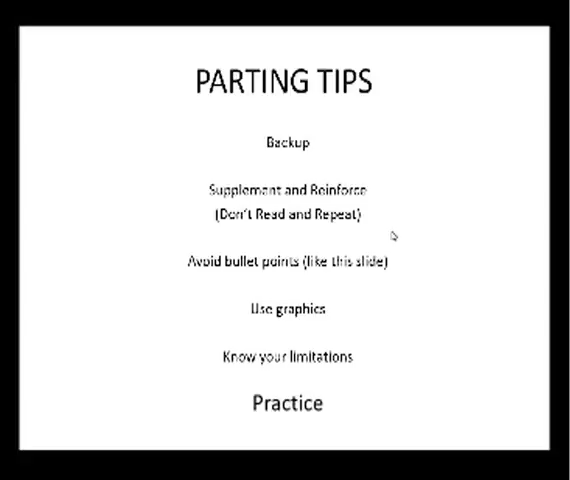 PARTING TIPS
Backup
Supplement and Reinforce
(Don't Read and Repeat)
Avoid bullet points (like this slide)
Use graphics
Know your limitations
Practice